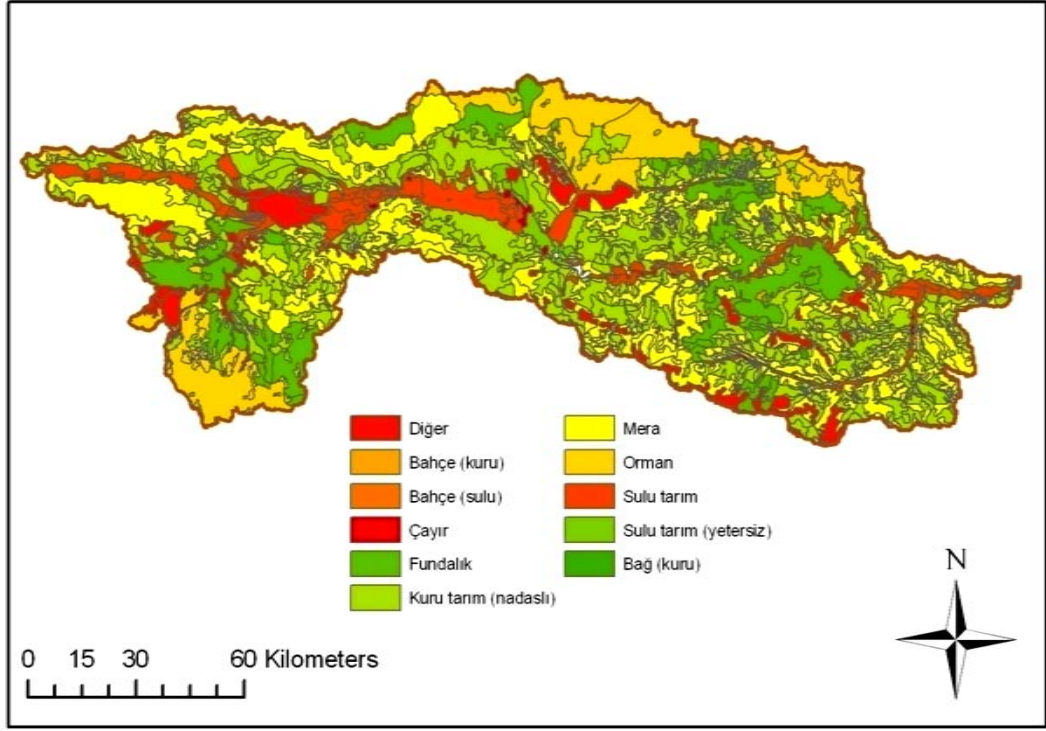 Diğer
Bahçe (kuru)
Bahçe (sulu)
Çayır
Fundalık
Kuru tarım (nadaslı)
Mera
Orman
Sulu tarım
Sulu tarım (yetersiz)
Bağ (kuru)
N
0 15 30 60 Kilometers